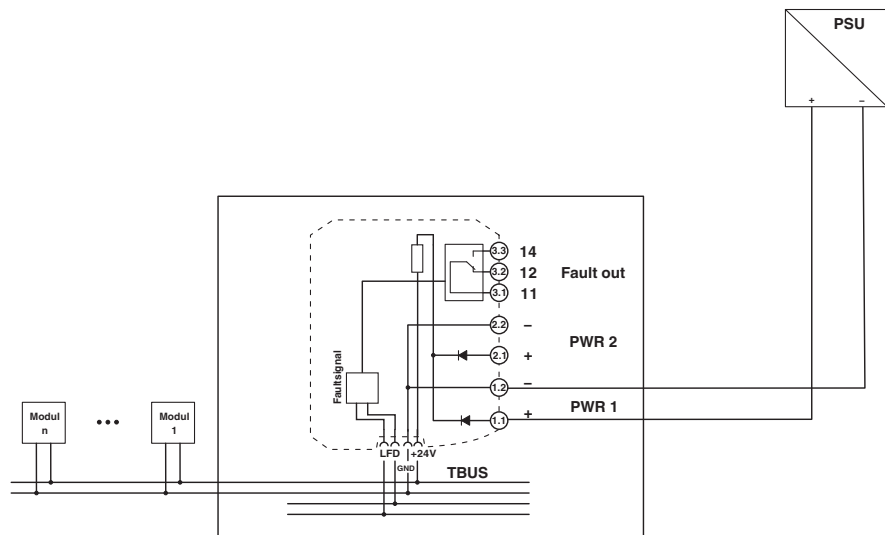 PSU
+ −
3.3 14
3.2 12 Fault out
3.1 11
2.2 −
PWR 2
2.1 +
1.2 −
PWR 1
1.1 +
Faultsignal
Modul
n
•••
Modul
1
LFD +24V
GND
TBUS